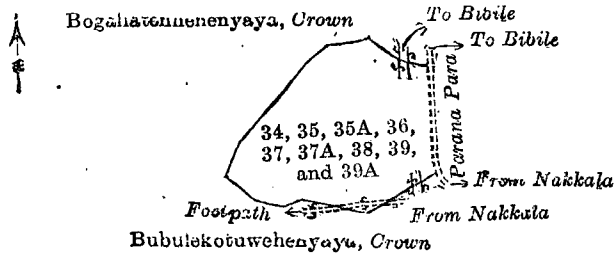 Bogahatennehenyaya, Crown
To Bibile
To Bibile
Parana Para
34, 35, 35A, 36,
37, 37A, 38, 39,
and 39A
From Nakkala
Footpath
From Nakkala
Bubulekotuwehenyaya, Crown